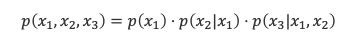 p(x₁, x₂, x₃) = p(x₁) · p(x₂|x₁) · p(x₃|x₁, x₂)